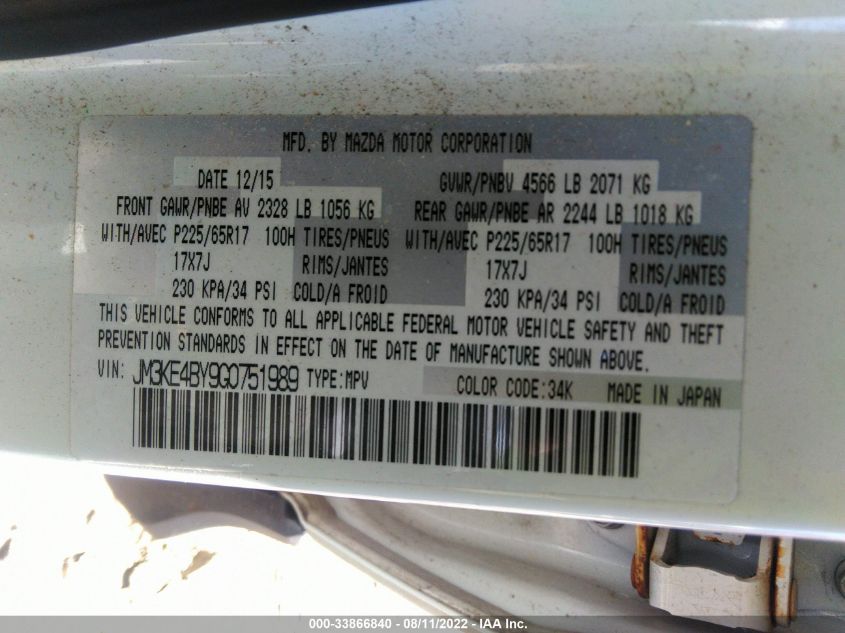 MFD. BY MAZDA MOTOR CORPORATION
DATE 12/15 GVWR/PNBV 4566 LB 2071 KG
FRONT GAWR/PNBE AV 2328 LB 1056 KG REAR GAWR/PNBE AR 2244 LB 1018 KG
WITH/AVEC P225/65R17 100H TIRES/PNEUS WITH/AVEC P225/65R17 100H TIRES/PNEUS
17X7J RIMS/JANTES 17X7J RIMS/JANTES
230 KPA/34 PSI COLD/A FROID 230 KPA/34 PSI COLD/A FROID
THIS VEHICLE CONFORMS TO ALL APPLICABLE FEDERAL MOTOR VEHICLE SAFETY AND THEFT
PREVENTION STANDARDS IN EFFECT ON THE DATE OF MANUFACTURE SHOWN ABOVE.
VIN: JM3KE4BY9G0751989 TYPE:MPV COLOR CODE:34K MADE IN JAPAN
000-33866840 - 08/11/2022 - IAA Inc.